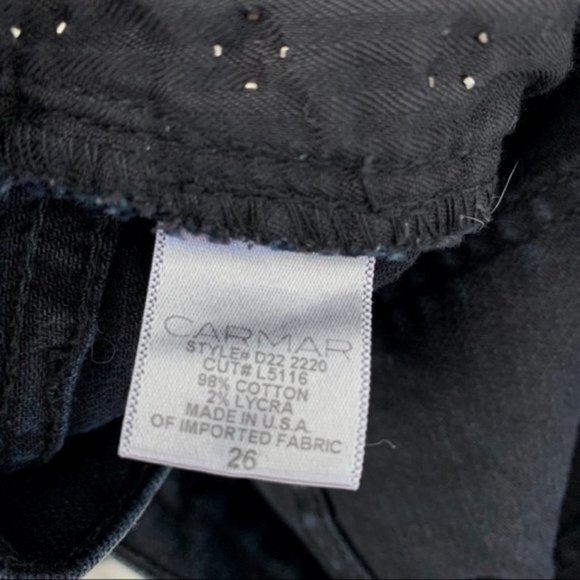 CARMAR
STYLE# D22 2220
CUT# L5116
98% COTTON
2% LYCRA
MADE IN U.S.A.
OF IMPORTED FABRIC
26